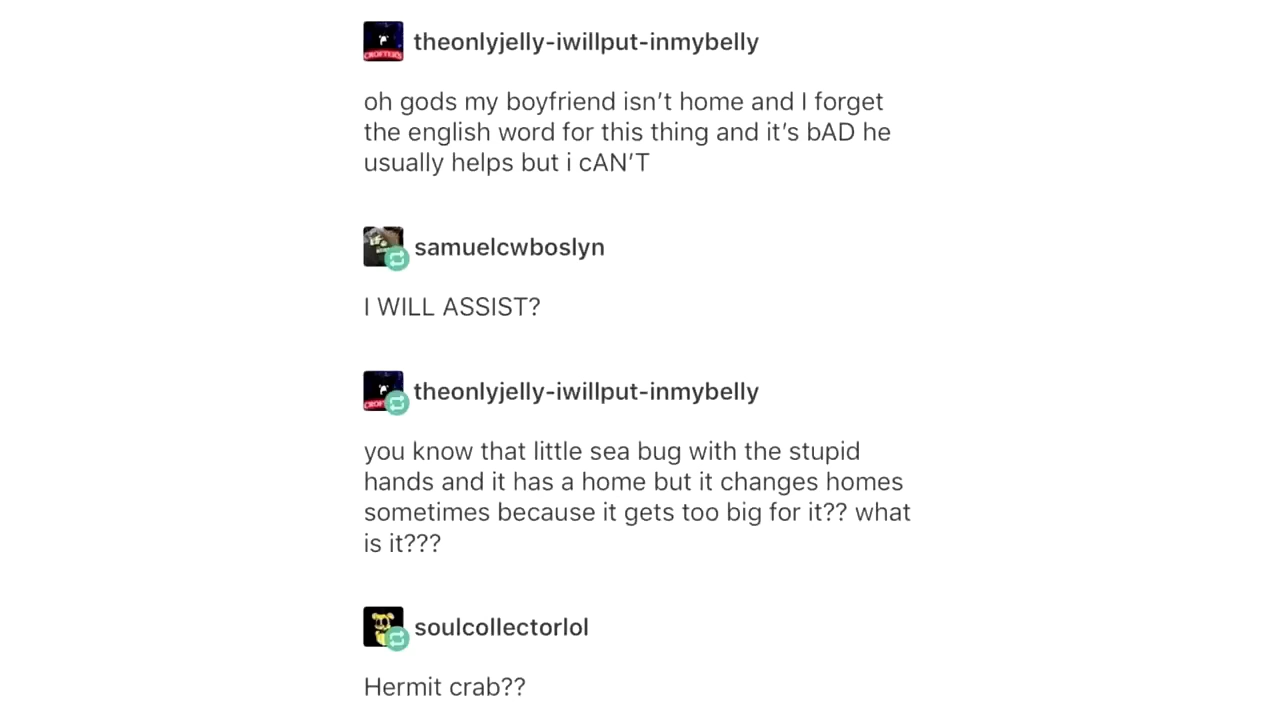 theonlyjelly-iwillput-inmybelly
oh gods my boyfriend isn't home and I forget
the english word for this thing and it's bAD he
usually helps but i cAN'T
samuelcwboslyn
I WILL ASSIST?
theonlyjelly-iwillput-inmybelly
you know that little sea bug with the stupid
hands and it has a home but it changes homes
sometimes because it gets too big for it?? what
is it???
soulcollectorlol
Hermit crab??